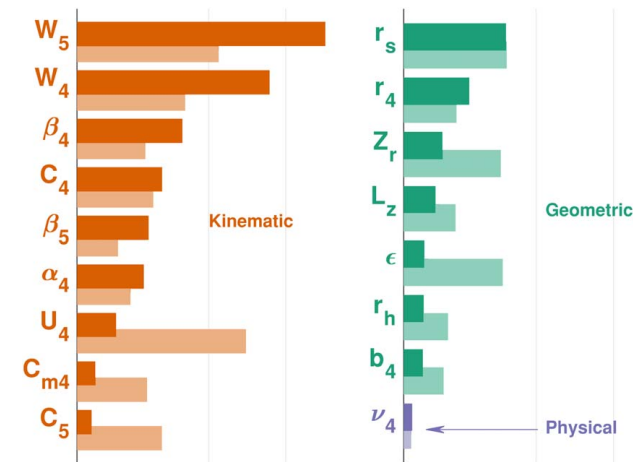 W5
W4
β4
C4
β5
α4
U4
Cm4
C5
Kinematic
rs
r4
Zr
Lz
ϵ
rh
b4
ν4
Geometric
Physical